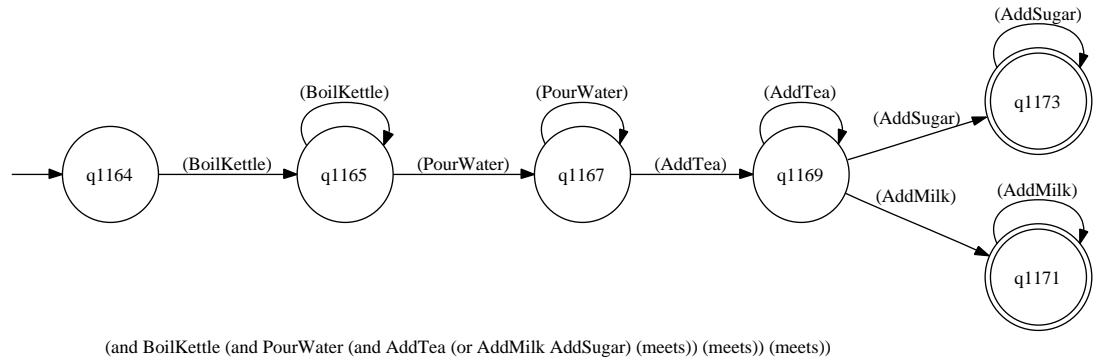 (AddSugar)
(BoilKettle)
(PourWater)
(AddTea)
q1173
(AddSugar)
q1164
(BoilKettle)
q1165
(PourWater)
q1167
(AddTea)
q1169
(AddMilk)
(AddMilk)
q1171
(and BoilKettle (and PourWater (and AddTea (or AddMilk AddSugar) (meets)) (meets)) (meets))